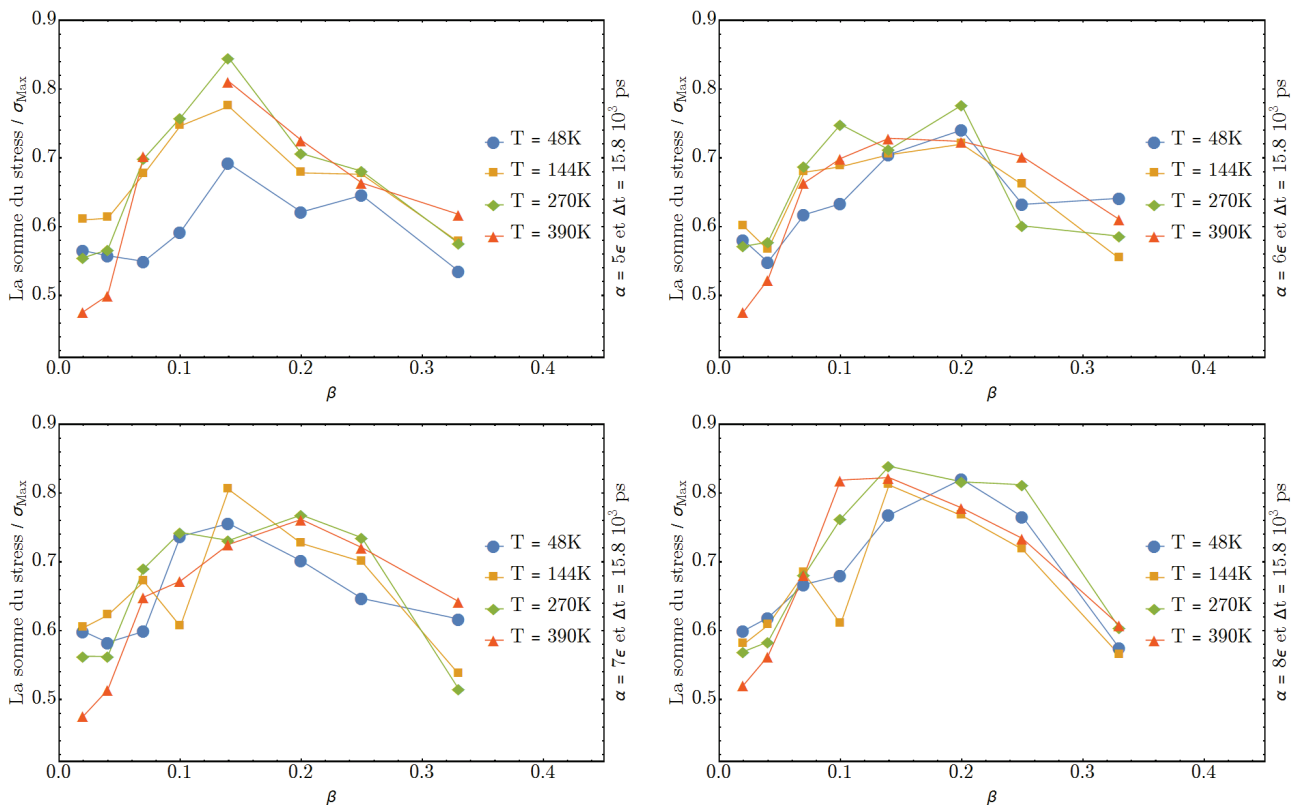 La somme du stress / σMax
0.9
0.8
0.7
0.6
0.5
0.0
0.1
0.2
0.3
0.4
β
T = 48K
T = 144K
T = 270K
T = 390K
α = 5ϵ et Δt = 15.8 10³ ps
La somme du stress / σMax
0.9
0.8
0.7
0.6
0.5
0.0
0.1
0.2
0.3
0.4
β
T = 48K
T = 144K
T = 270K
T = 390K
α = 6ϵ et Δt = 15.8 10³ ps
La somme du stress / σMax
0.9
0.8
0.7
0.6
0.5
0.0
0.1
0.2
0.3
0.4
β
T = 48K
T = 144K
T = 270K
T = 390K
α = 7ϵ et Δt = 15.8 10³ ps
La somme du stress / σMax
0.9
0.8
0.7
0.6
0.5
0.0
0.1
0.2
0.3
0.4
β
T = 48K
T = 144K
T = 270K
T = 390K
α = 8ϵ et Δt = 15.8 10³ ps